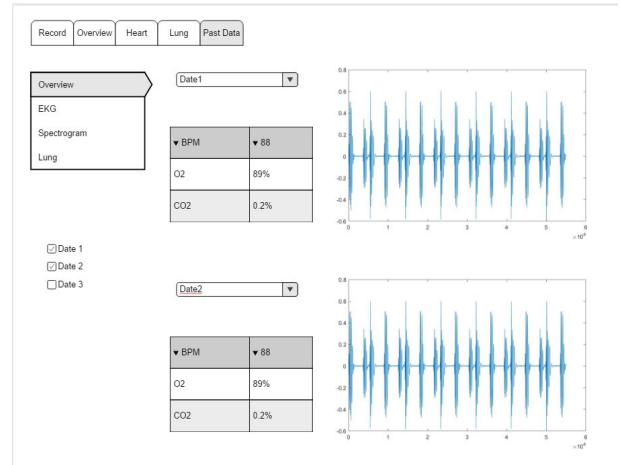 Record Overview Heart Lung Past Data
Overview
EKG
Spectrogram
Lung
Date 1
Date 2
Date 3
Date1
▼ BPM ▼ 88
O2 89%
CO2 0.2%
0.8
0.6
0.4
0.2
0
-0.2
-0.4
-0.6
0 1 2 3 4 5 6
Date2
▼ BPM ▼ 88
O2 89%
CO2 0.2%
0.8
0.6
0.4
0.2
0
-0.2
-0.4
-0.6
0 1 2 3 4 5 6